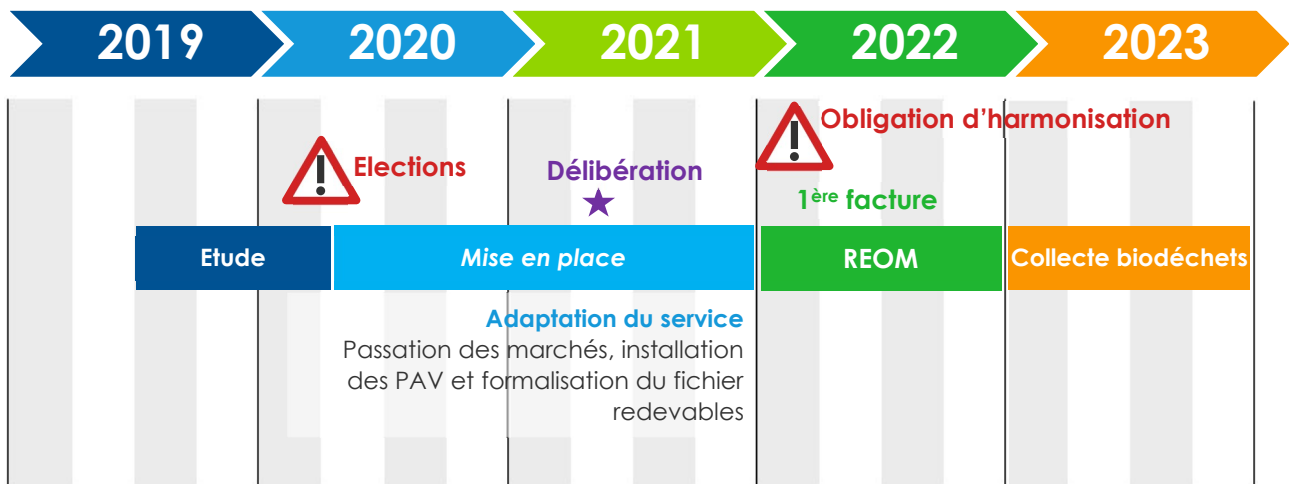 2019
2020
2021
2022
2023
Obligation d'harmonisation
Elections
Délibération
1ère facture
Etude
Mise en place
REOM
Collecte biodéchets
Adaptation du service
Passation des marchés, installation
des PAV et formalisation du fichier
redevables